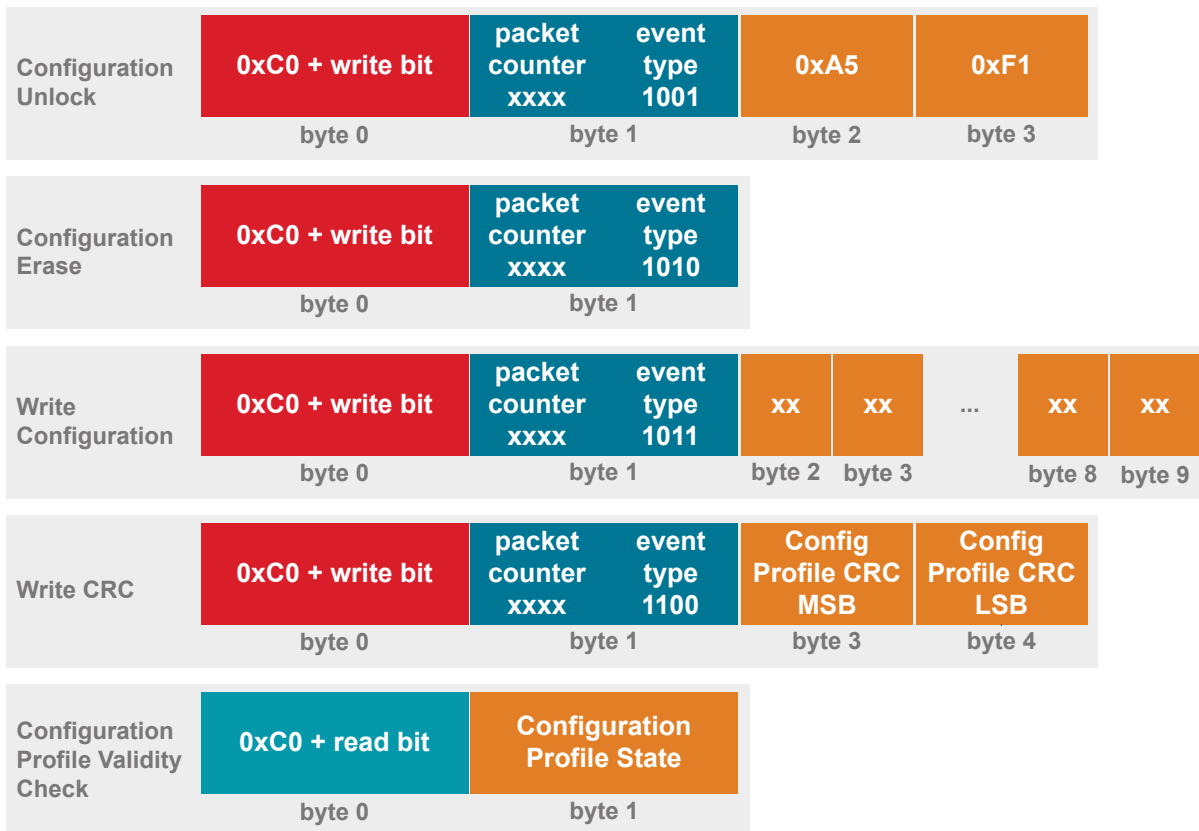 Configuration
Unlock
0xC0 + write bit
packet event
counter type
xxxx 1001
0xA5
0xF1
byte 0
byte 1
byte 2
byte 3
Configuration
Erase
0xC0 + write bit
packet event
counter type
xxxx 1010
byte 0
byte 1
Write
Configuration
0xC0 + write bit
packet event
counter type
xxxx 1011
xx
xx
...
xx
xx
byte 0
byte 1
byte 2
byte 3
byte 8
byte 9
Write CRC
0xC0 + write bit
packet event
counter type
xxxx 1100
Config
Profile CRC
MSB
Config
Profile CRC
LSB
byte 0
byte 1
byte 3
byte 4
Configuration
Profile Validity
Check
0xC0 + read bit
Configuration
Profile State
byte 0
byte 1